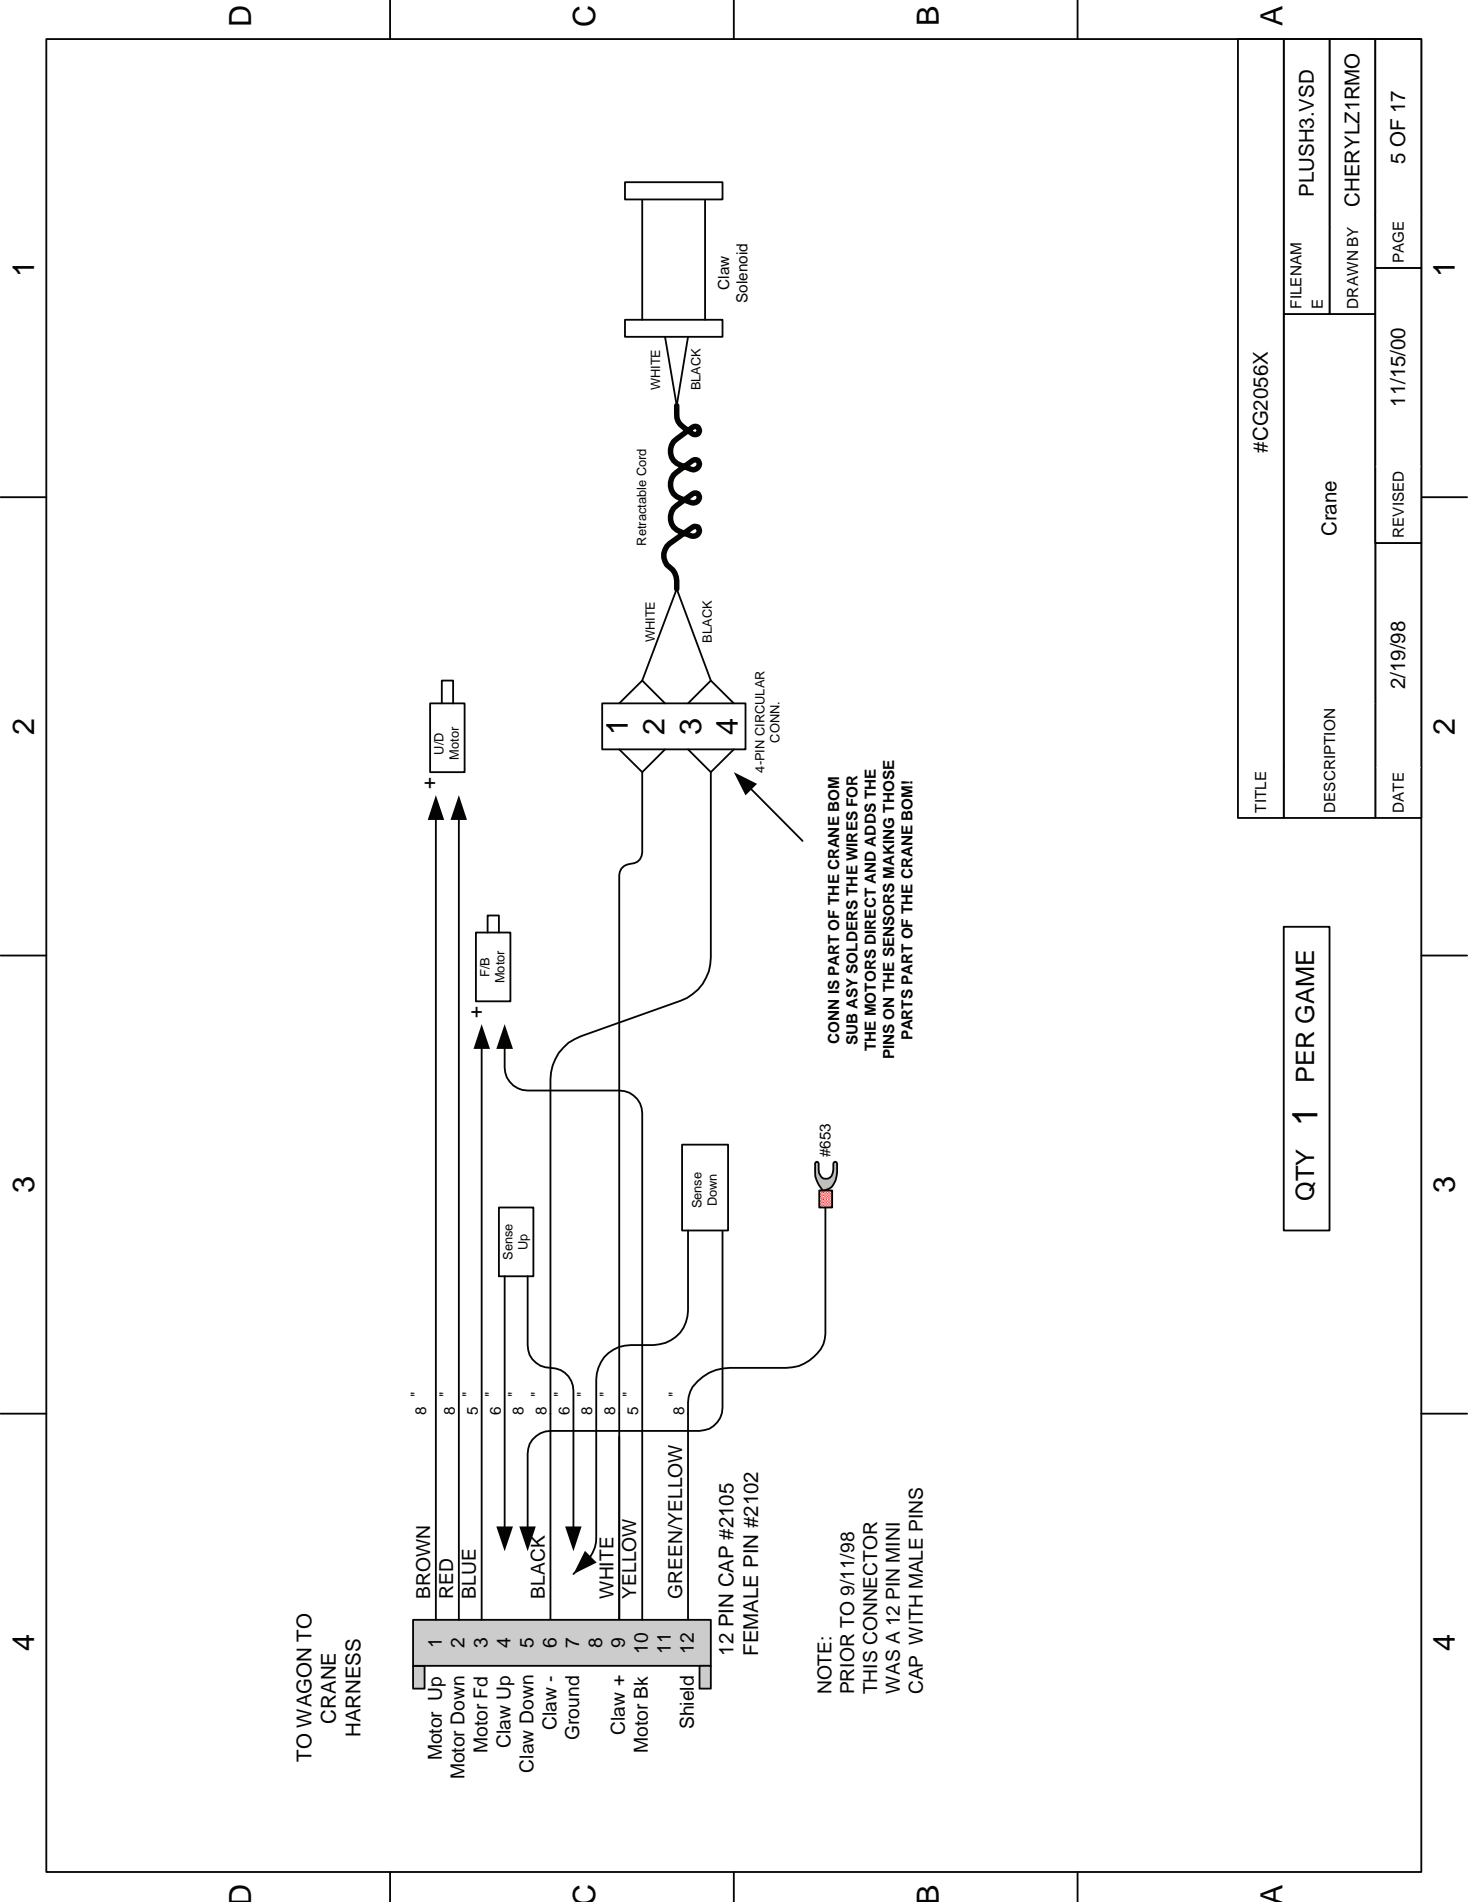 4
3
2
1
D
C
B
A
TO WAGON TO
CRANE
HARNESS
Motor Up
Motor Down
Motor Fd
Claw Up
Claw Down
Claw -
Ground
Claw +
Motor Bk
Shield
1
2
3
4
5
6
7
8
9
10
11
12
BROWN
RED
BLUE
BLACK
WHITE
YELLOW
GREEN/YELLOW
8 "
8 "
5 "
6 "
8 "
8 "
6 "
8 "
8 "
5 "
8 "
12 PIN CAP #2105
FEMALE PIN #2102
NOTE:
PRIOR TO 9/11/98
THIS CONNECTOR
WAS A 12 PIN MINI
CAP WITH MALE PINS
Sense
Up
Sense
Down
#653
+
F/B
Motor
+
U/D
Motor
1
2
3
4
4-PIN CIRCULAR
CONN.
CONN IS PART OF THE CRANE BOM
SUB ASY SOLDERS THE WIRES FOR
THE MOTORS DIRECT AND ADDS THE
PINS ON THE SENSORS MAKING THOSE
PARTS PART OF THE CRANE BOM!
WHITE
BLACK
Retractable Cord
WHITE
BLACK
Claw
Solenoid
QTY 1 PER GAME
TITLE #CG2056X
DESCRIPTION Crane
FILENAM
E
PLUSH3.VSD
DRAWN BY CHERYLZ1RMO
DATE 2/19/98 REVISED 11/15/00 PAGE 5 OF 17
4
3
2
1
D
C
B
A